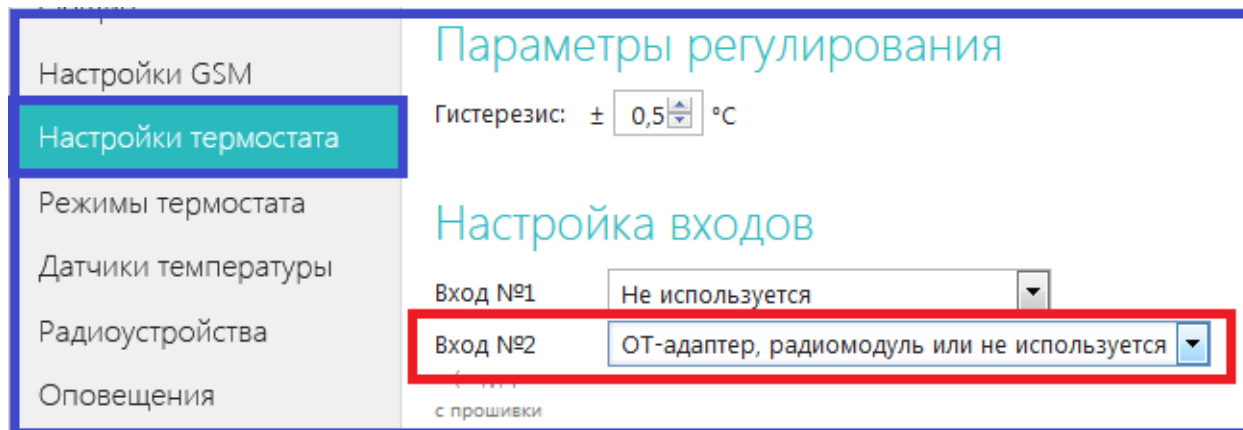 Настройки GSM
Настройки термостата
Режимы термостата
Датчики температуры
Радиоустройства
Оповещения
Параметры регулирования
Гистерезис: ± 0,5 °C
Настройка входов
Вход №1 Не используется
Вход №2 ОТ-адаптер, радиомодуль или не используется
с прошивки